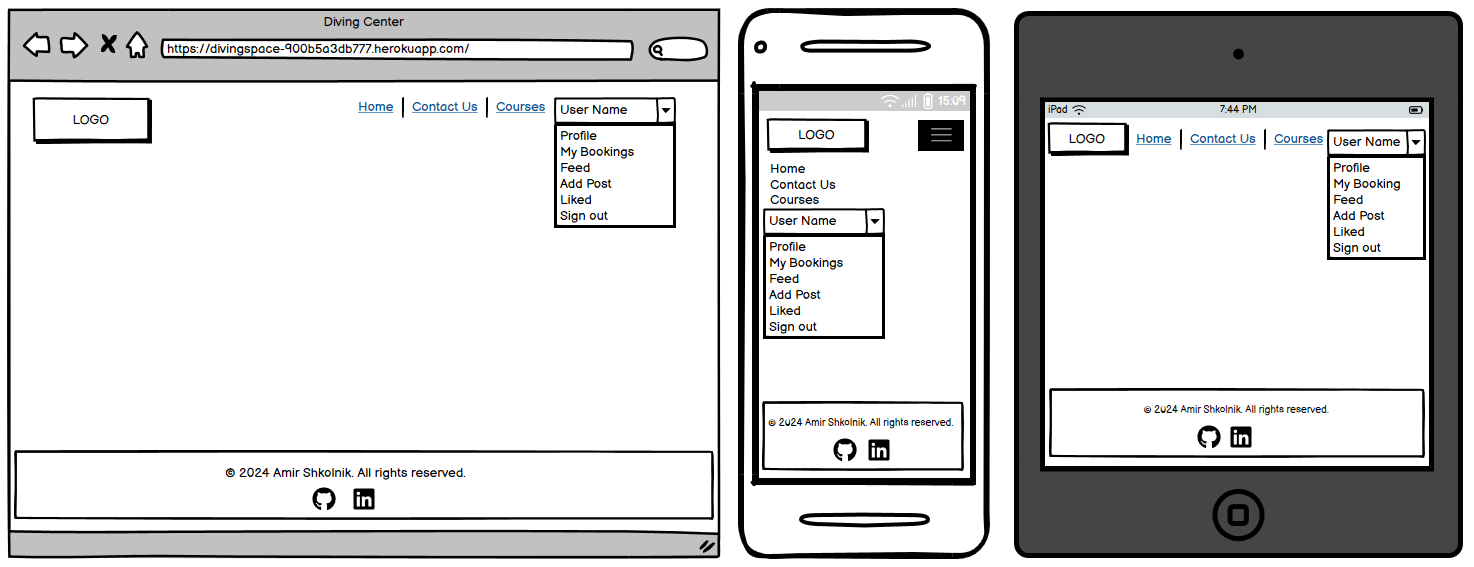 Diving Center
https://divingspace-900b5a3db777.herokuapp.com/
LOGO
Home Contact Us Courses User Name
Profile
My Bookings
Feed
Add Post
Liked
Sign out
© 2024 Amir Shkolnik. All rights reserved.
in
15:09
LOGO
Home
Contact Us
Courses
User Name
Profile
My Bookings
Feed
Add Post
Liked
Sign out
© 2024 Amir Shkolnik. All rights reserved.
in
iPad 7:44 PM
LOGO Home Contact Us Courses User Name
Profile
My Booking
Feed
Add Post
Liked
Sign out
© 2024 Amir Shkolnik. All rights reserved.
in